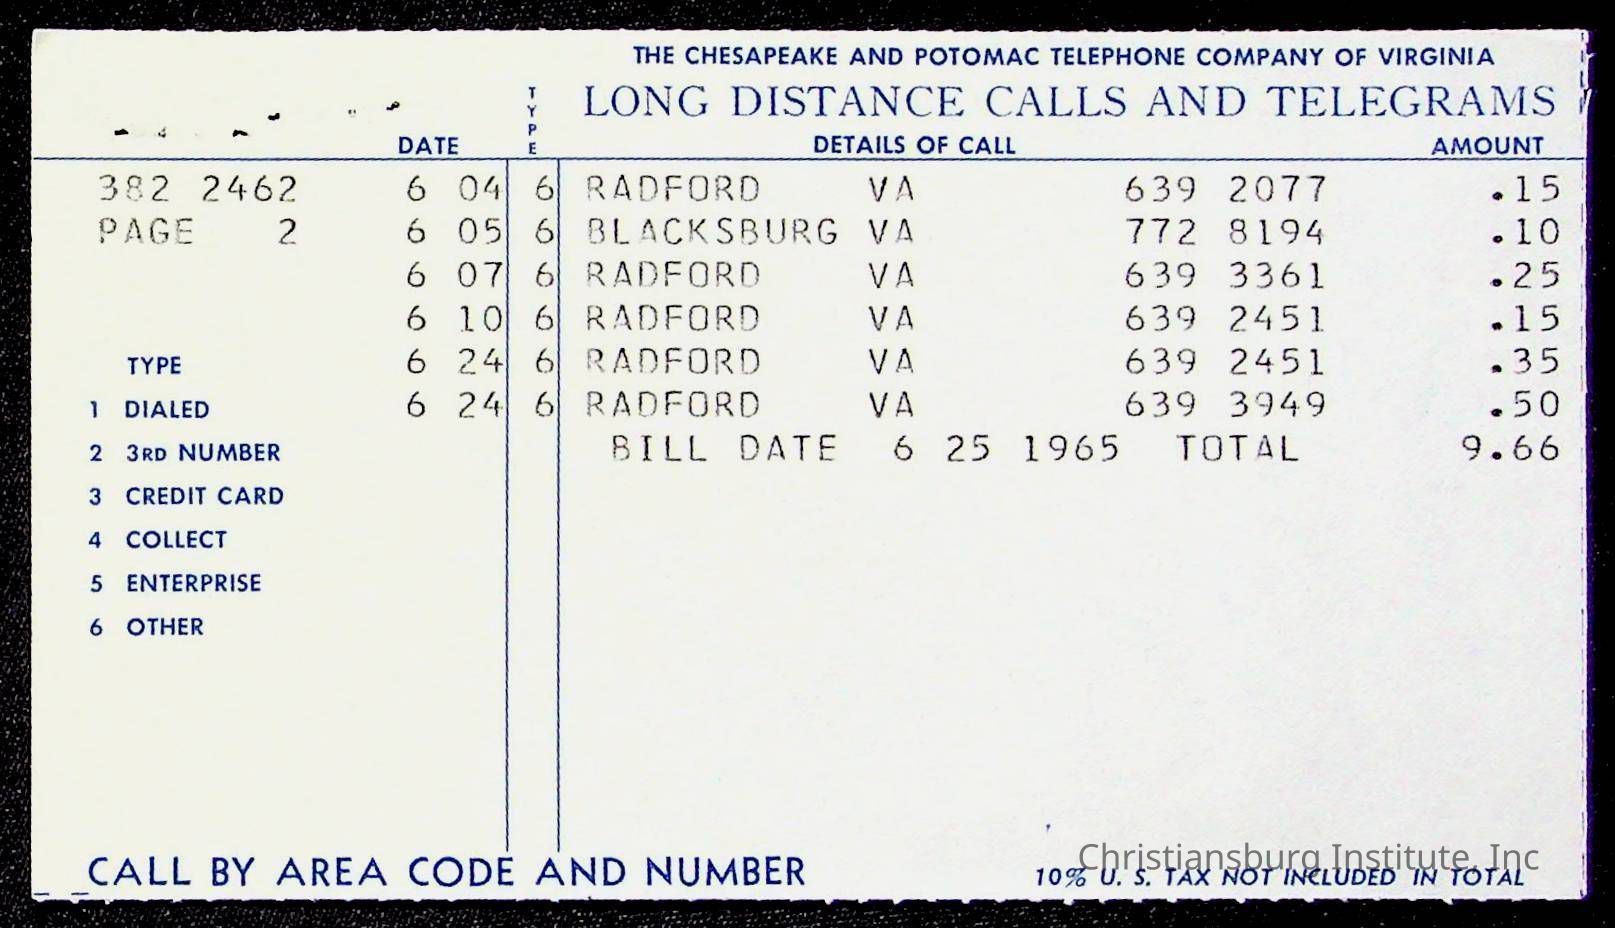 THE CHESAPEAKE AND POTOMAC TELEPHONE COMPANY OF VIRGINIA
LONG DISTANCE CALLS AND TELEGRAMS
DATE TYPE DETAILS OF CALL AMOUNT
382 2462 6 04 6 RADFORD VA 639 2077 .15
PAGE 2 6 05 6 BLACKSBURG VA 772 8194 .10
6 07 6 RADFORD VA 639 3361 .25
6 10 6 RADFORD VA 639 2451 .15
TYPE 6 24 6 RADFORD VA 639 2451 .35
1 DIALED 6 24 6 RADFORD VA 639 3949 .50
2 3RD NUMBER BILL DATE 6 25 1965 TOTAL 9.66
3 CREDIT CARD
4 COLLECT
5 ENTERPRISE
6 OTHER
CALL BY AREA CODE AND NUMBER
Christiansburg Institute, Inc
10% U. S. TAX NOT INCLUDED IN TOTAL